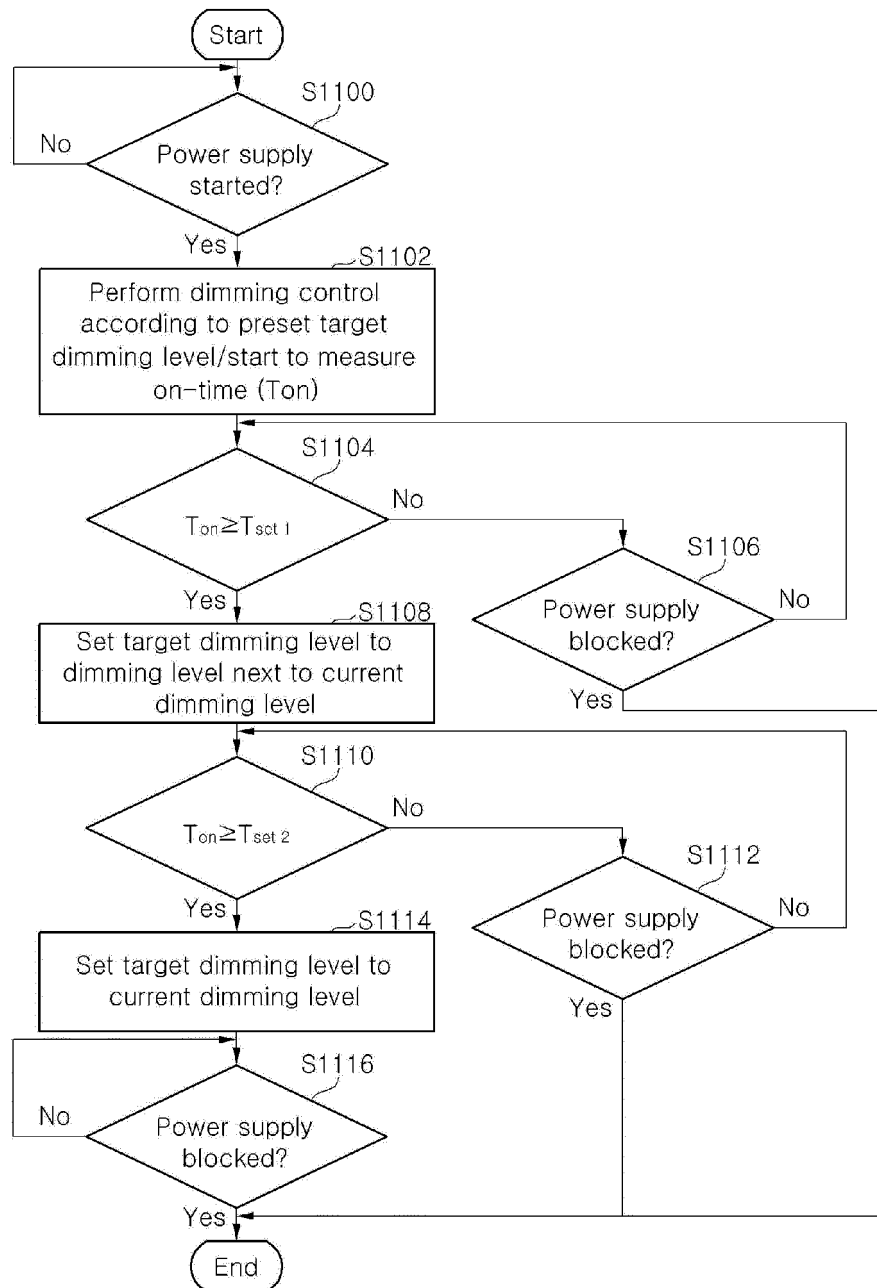 Start
S1100
No
Power supply
started?
Yes
S1102
Perform dimming control
according to preset target
dimming level/start to measure
on-time (Ton)
S1104
No
Ton≥Tset 1
S1106
Yes
S1108
Power supply
blocked?
No
Set target dimming level to
dimming level next to current
dimming level
Yes
S1110
No
Ton≥Tset 2
S1112
Yes
S1114
Power supply
blocked?
No
Set target dimming level to
current dimming level
Yes
S1116
No
Power supply
blocked?
Yes
End